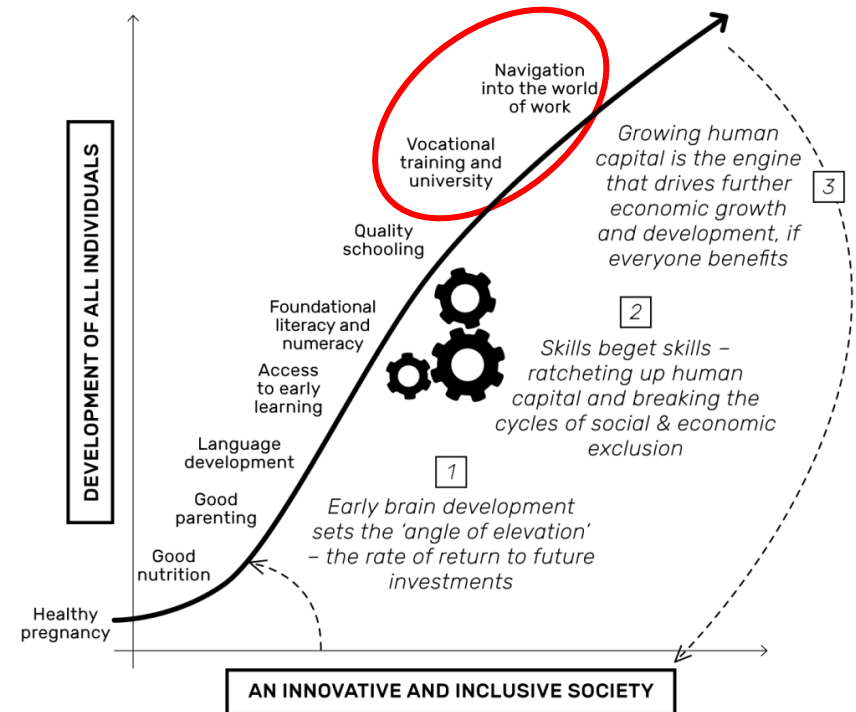 DEVELOPMENT OF ALL INDIVIDUALS
Navigation
into the world
of work
Vocational
training and
university
Quality
schooling
Foundational
literacy and
numeracy
Access
to early
learning
Language
development
Good
parenting
Good
nutrition
Healthy
pregnancy
3
Growing human
capital is the engine
that drives further
economic growth
and development, if
everyone benefits
2
Skills beget skills –
ratcheting up human
capital and breaking the
cycles of social & economic
exclusion
1
Early brain development
sets the ‘angle of elevation’
– the rate of return to future
investments
AN INNOVATIVE AND INCLUSIVE SOCIETY